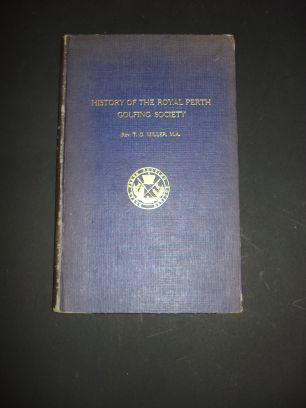 HISTORY OF THE ROYAL PERTH
GOLFING SOCIETY
REV. T. D. MILLER, M.A.